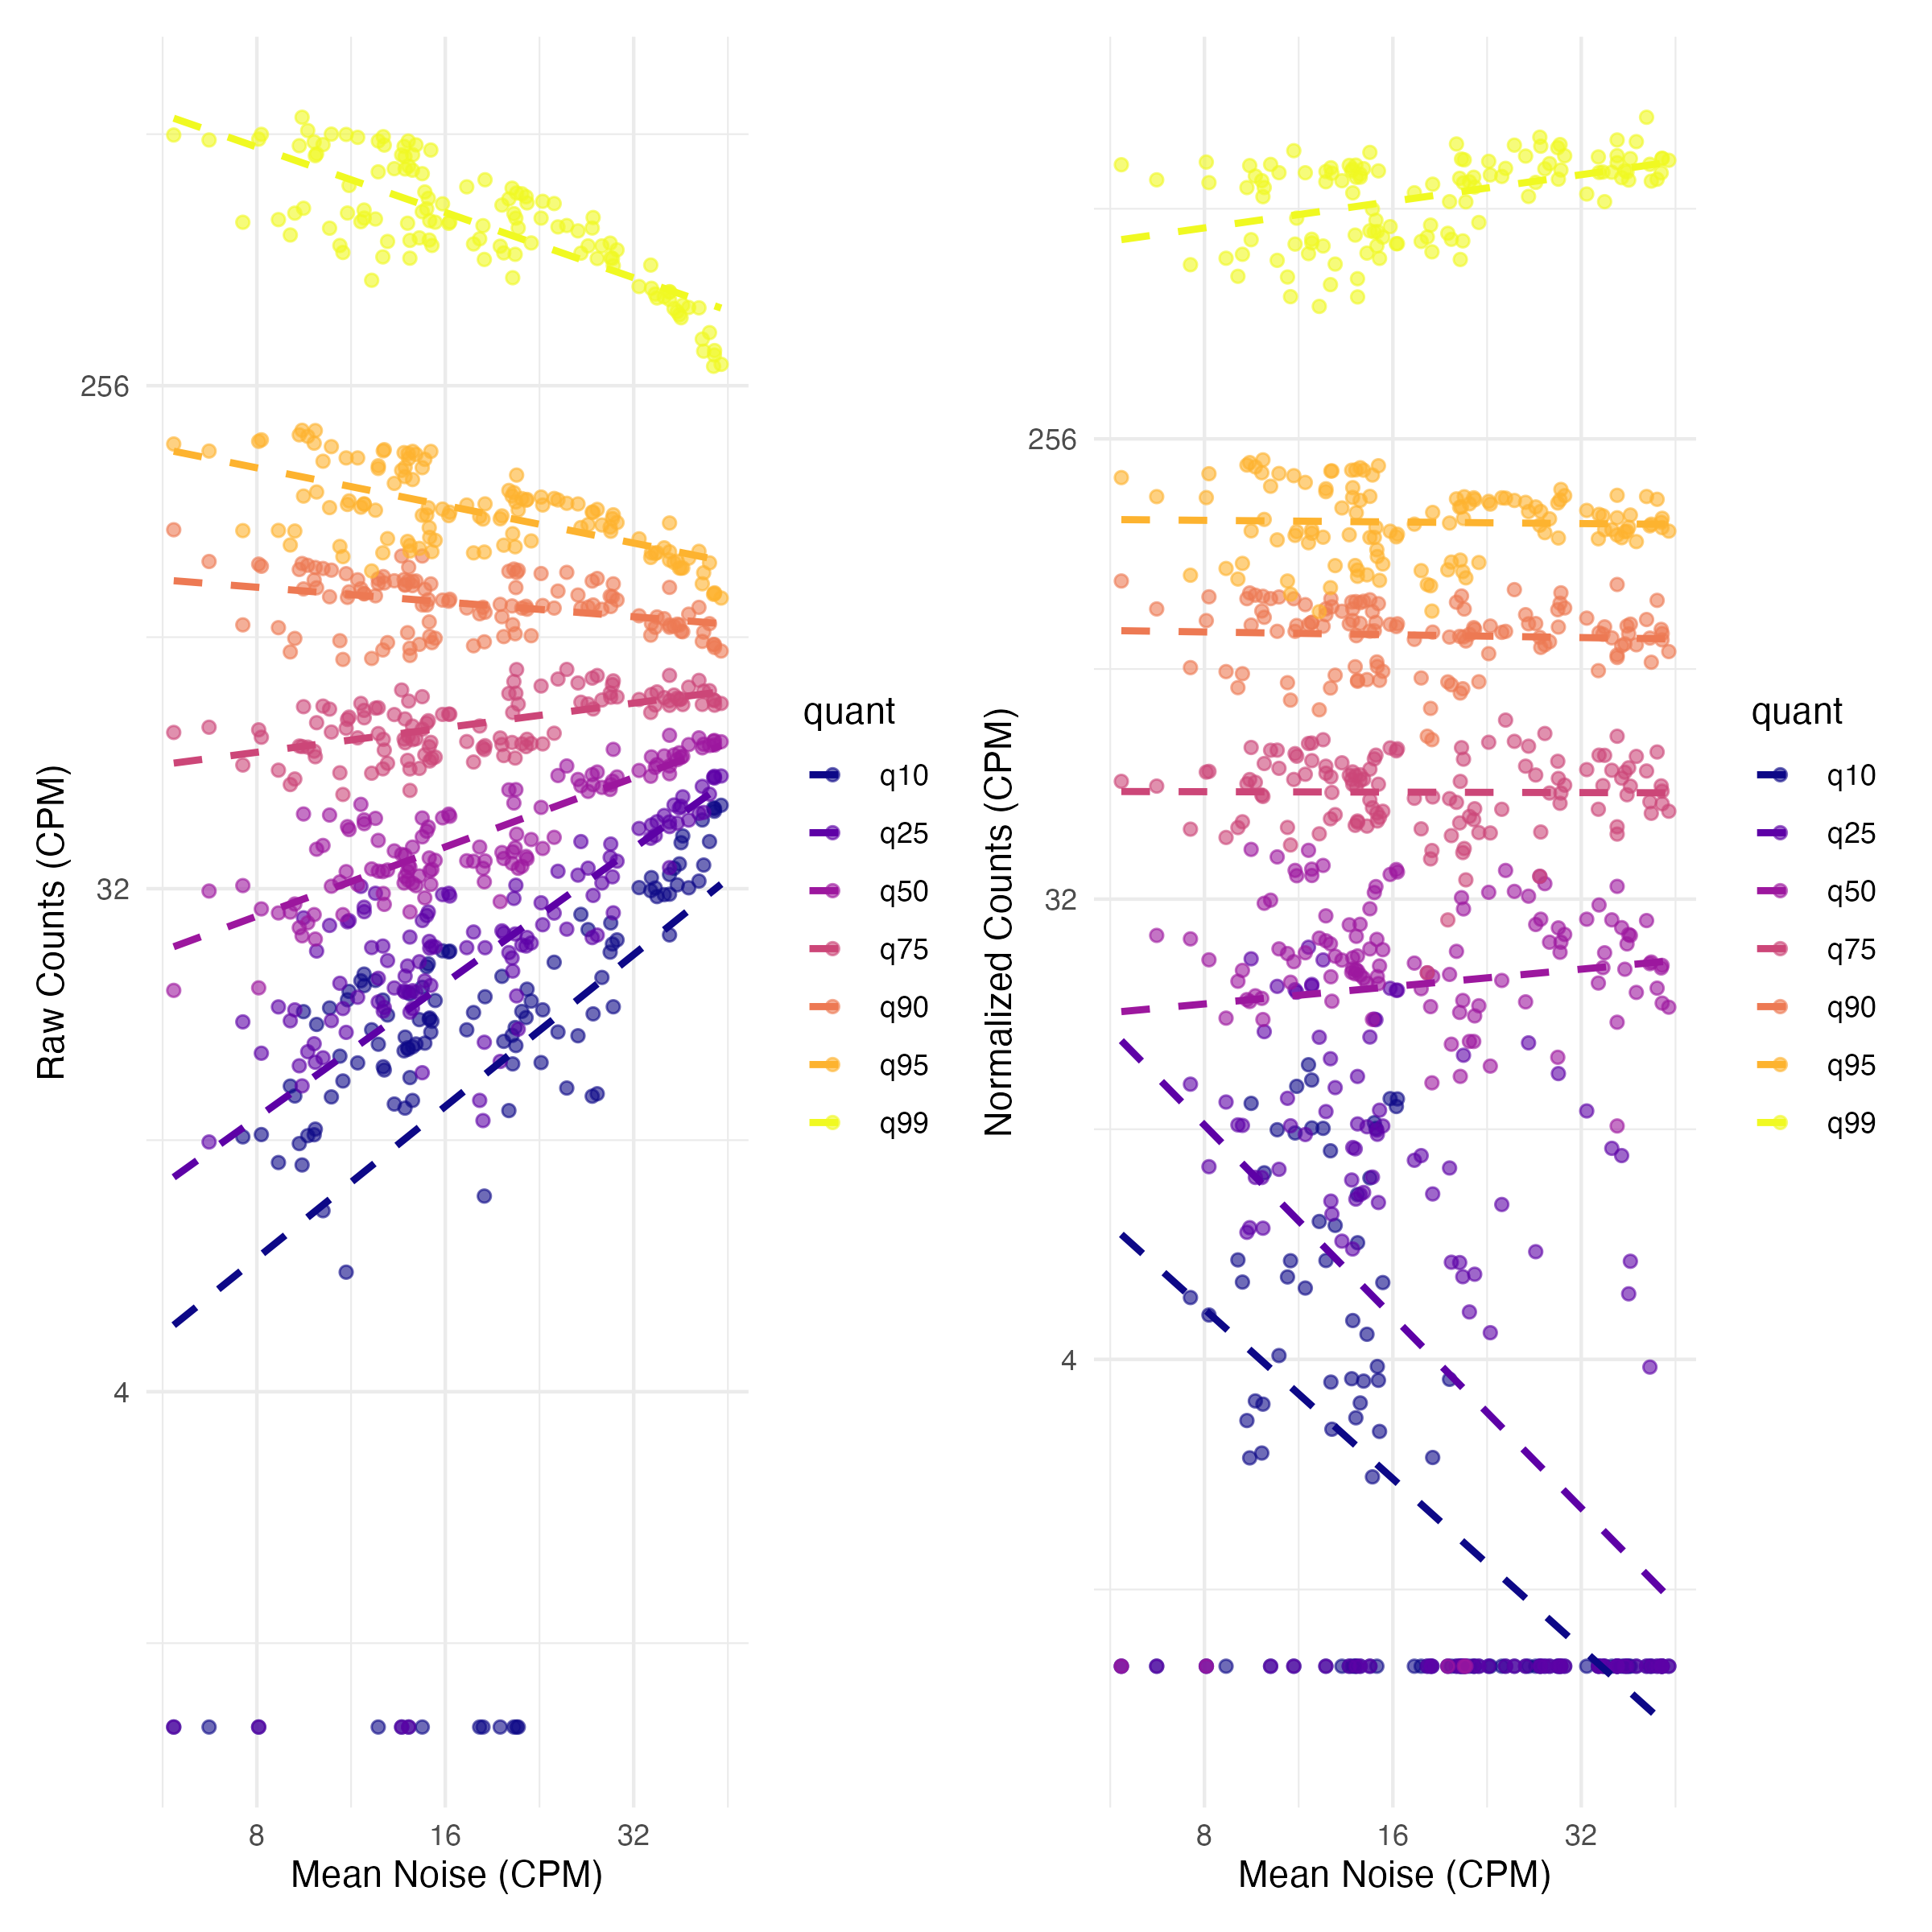 Raw Counts (CPM)
256
32
4
8 16 32
Mean Noise (CPM)
quant
q10
q25
q50
q75
q90
q95
q99
Normalized Counts (CPM)
256
32
4
8 16 32
Mean Noise (CPM)
quant
q10
q25
q50
q75
q90
q95
q99